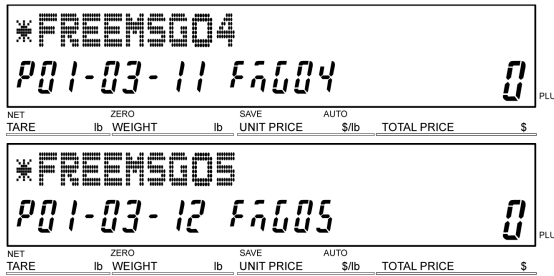 *FREEMSG04
P01-03-11 FñG04 0
PLU
NET ZERO SAVE AUTO
TARE lb WEIGHT lb UNIT PRICE $/lb TOTAL PRICE $
*FREEMSG05
P01-03-12 FñG05 0
PLU
NET ZERO SAVE AUTO
TARE lb WEIGHT lb UNIT PRICE $/lb TOTAL PRICE $